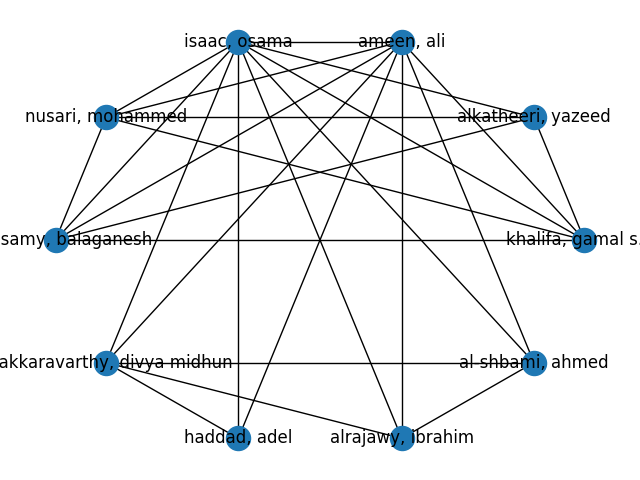 isaac, osama
ameen, ali
nusari, mohammed
alkatheeri, yazeed
samy, balaganesh
khalifa, gamal s.
akkaravarthy, divya midhun
al shbami, ahmed
haddad, adel
alrajawy, ibrahim